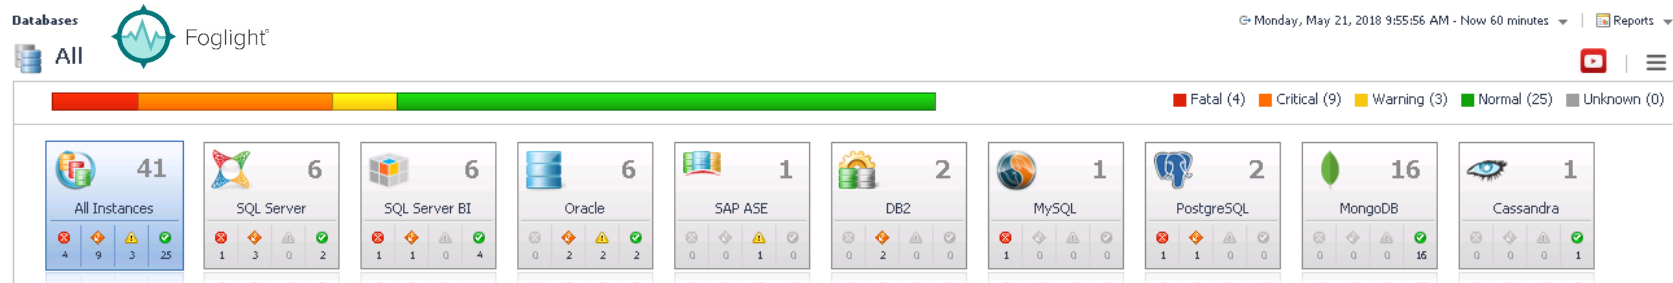 Databases
Foglight®
All
Monday, May 21, 2018 9:55:56 AM - Now 60 minutes
Reports
Fatal (4) Critical (9) Warning (3) Normal (25) Unknown (0)
41 6 6 6 1 2 1 2 16 1
All Instances SQL Server SQL Server BI Oracle SAP ASE DB2 MySQL PostgreSQL MongoDB Cassandra
4 9 3 25 1 3 0 2 1 1 0 4 0 2 2 2 0 0 1 0 0 2 0 0 1 0 0 0 1 1 0 0 0 0 0 16 0 0 0 1